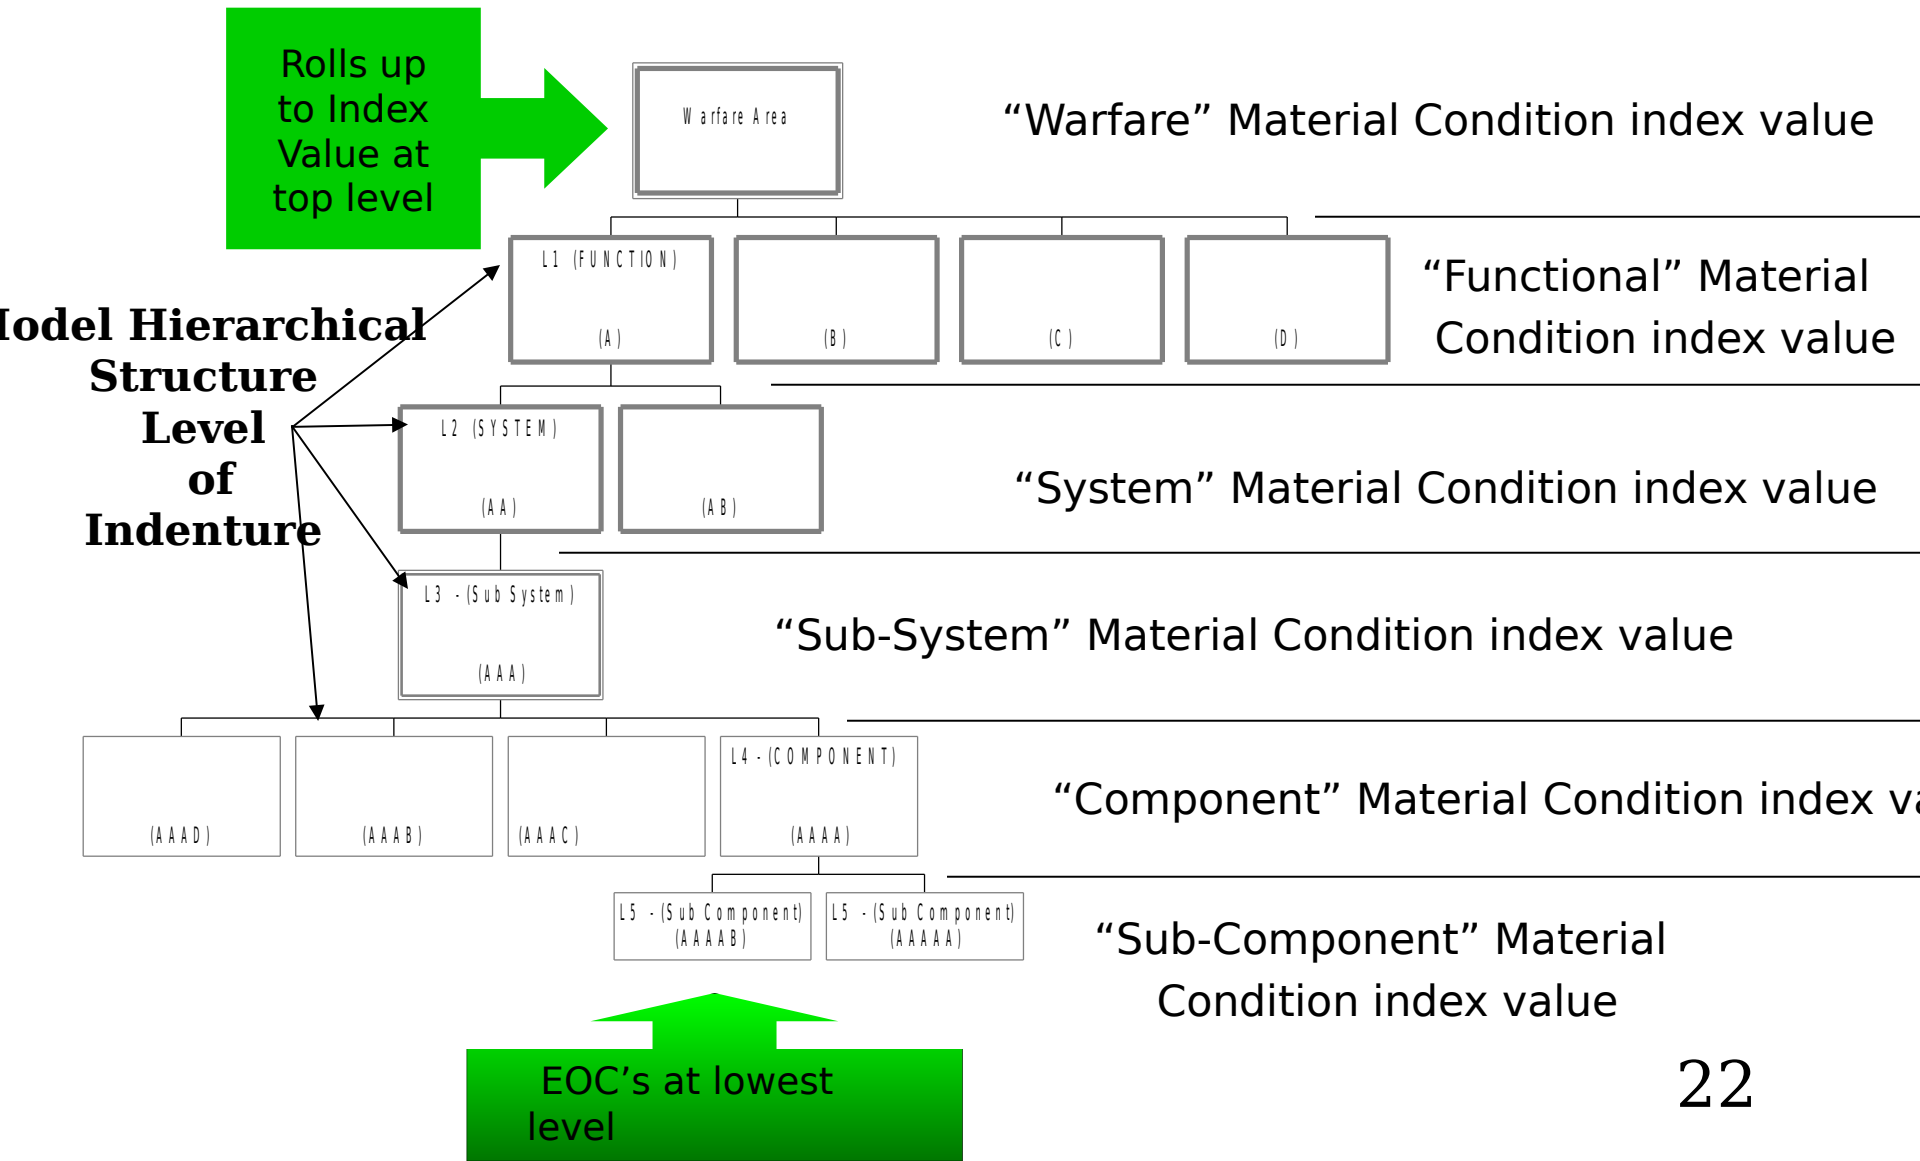 Rolls up
to Index
Value at
top level
Warfare Area
“Warfare” Material Condition index value
L1 (FUNCTION)
(A)
(B)
(C)
(D)
“Functional” Material
Condition index value
odel Hierarchical
Structure
Level
of
Indenture
L2 (SYSTEM)
(AA)
(AB)
“System” Material Condition index value
L3 -(Sub System)
(AAA)
“Sub-System” Material Condition index value
(AAAD)
(AAAB)
(AAAC)
L4-(COMPONENT)
(AAAA)
“Component” Material Condition index va
L5 -(Sub Component)
(AAAAB)
L5 -(Sub Component)
(AAAAA)
“Sub-Component” Material
Condition index value
EOC’s at lowest
level
22